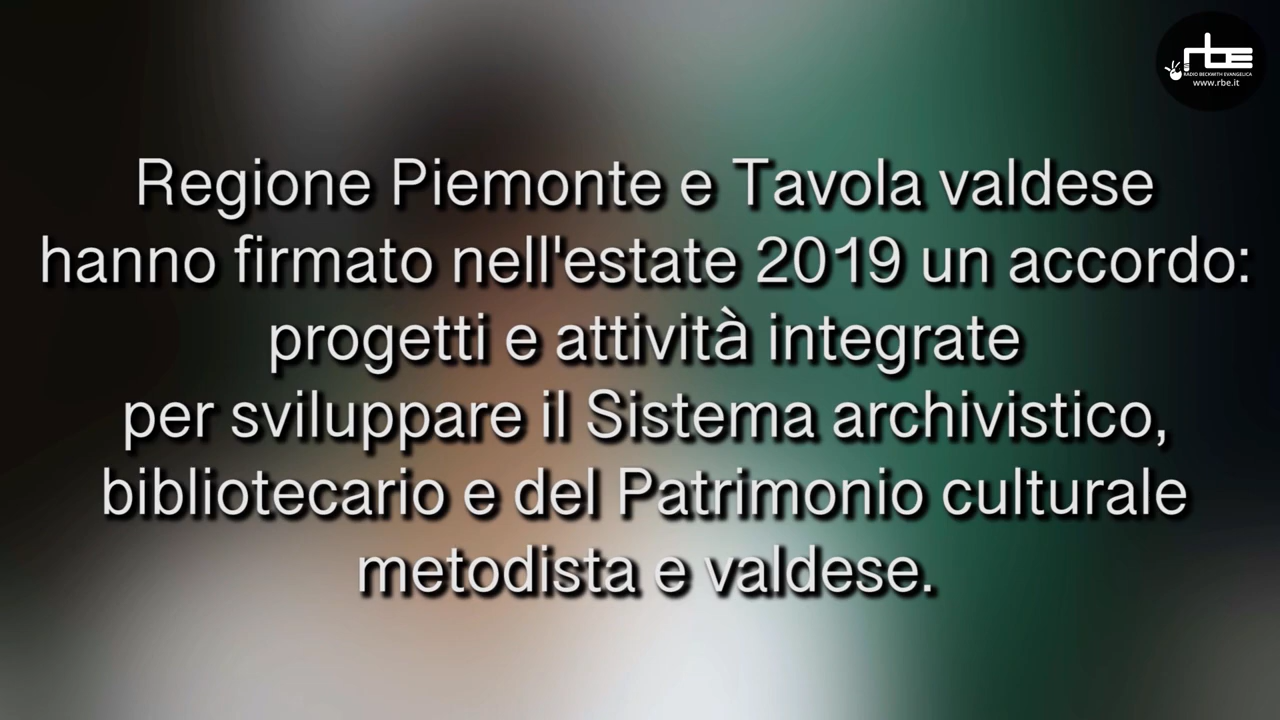 rbe
RADIO BECKWITH EVANGELICA
www.rbe.it
Regione Piemonte e Tavola valdese
hanno firmato nell'estate 2019 un accordo:
progetti e attività integrate
per sviluppare il Sistema archivistico,
bibliotecario e del Patrimonio culturale
metodista e valdese.